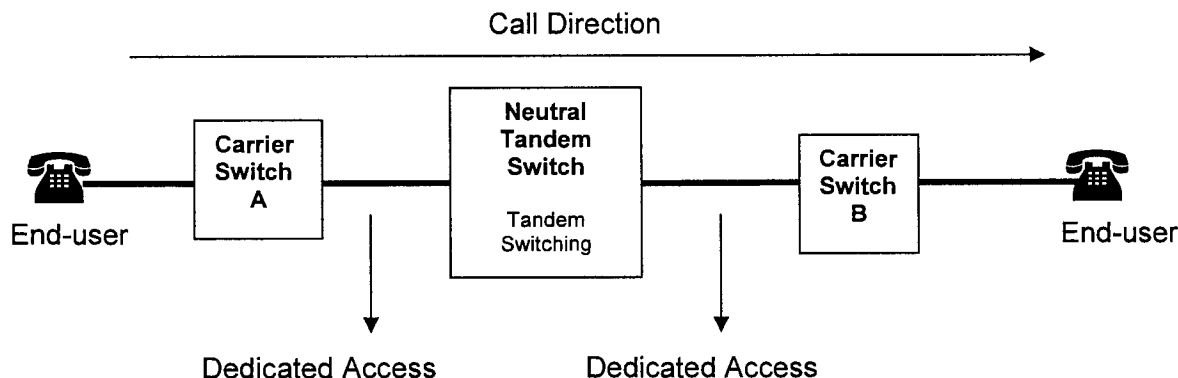 Call Direction
End-user
Carrier
Switch
A
Neutral
Tandem
Switch
Tandem
Switching
Carrier
Switch
B
End-user
Dedicated Access
Dedicated Access